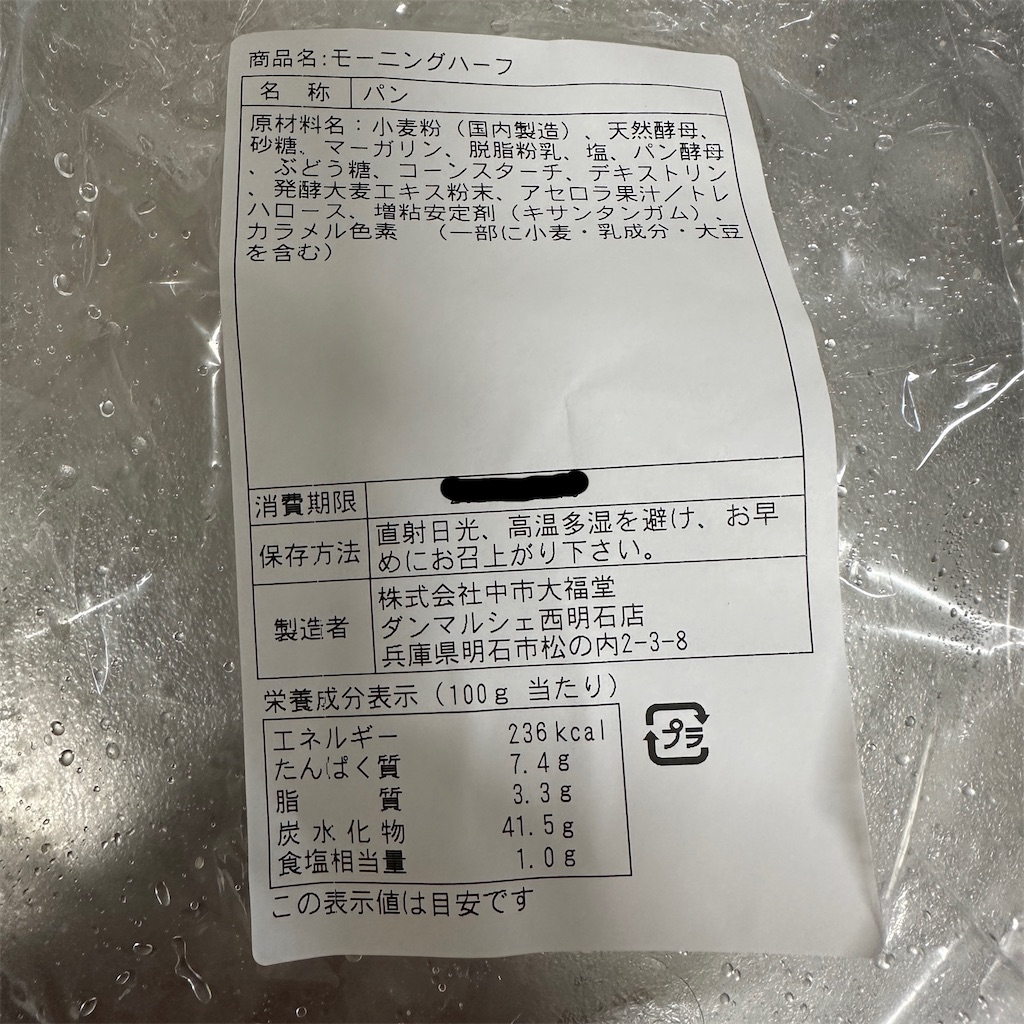 商品名:モーニングハーフ
名 称 パン
原材料名：小麦粉（国内製造）、天然酵母、
砂糖、マーガリン、脱脂粉乳、塩、パン酵母
、ぶどう糖、コーンスターチ、デキストリン
、発酵大麦エキス粉末、アセロラ果汁／トレ
ハロース、増粘安定剤（キサンタンガム）、
カラメル色素　（一部に小麦・乳成分・大豆
を含む）
消費期限
保存方法 直射日光、高温多湿を避け、お早
めにお召上がり下さい。
製造者 株式会社中市大福堂
ダンマルシェ西明石店
兵庫県明石市松の内2-3-8
栄養成分表示（100g 当たり）
エネルギー 236kcal
たんぱく質 7.4g
脂 質 3.3g
炭水化物 41.5g
食塩相当量 1.0g
この表示値は目安です
プラ